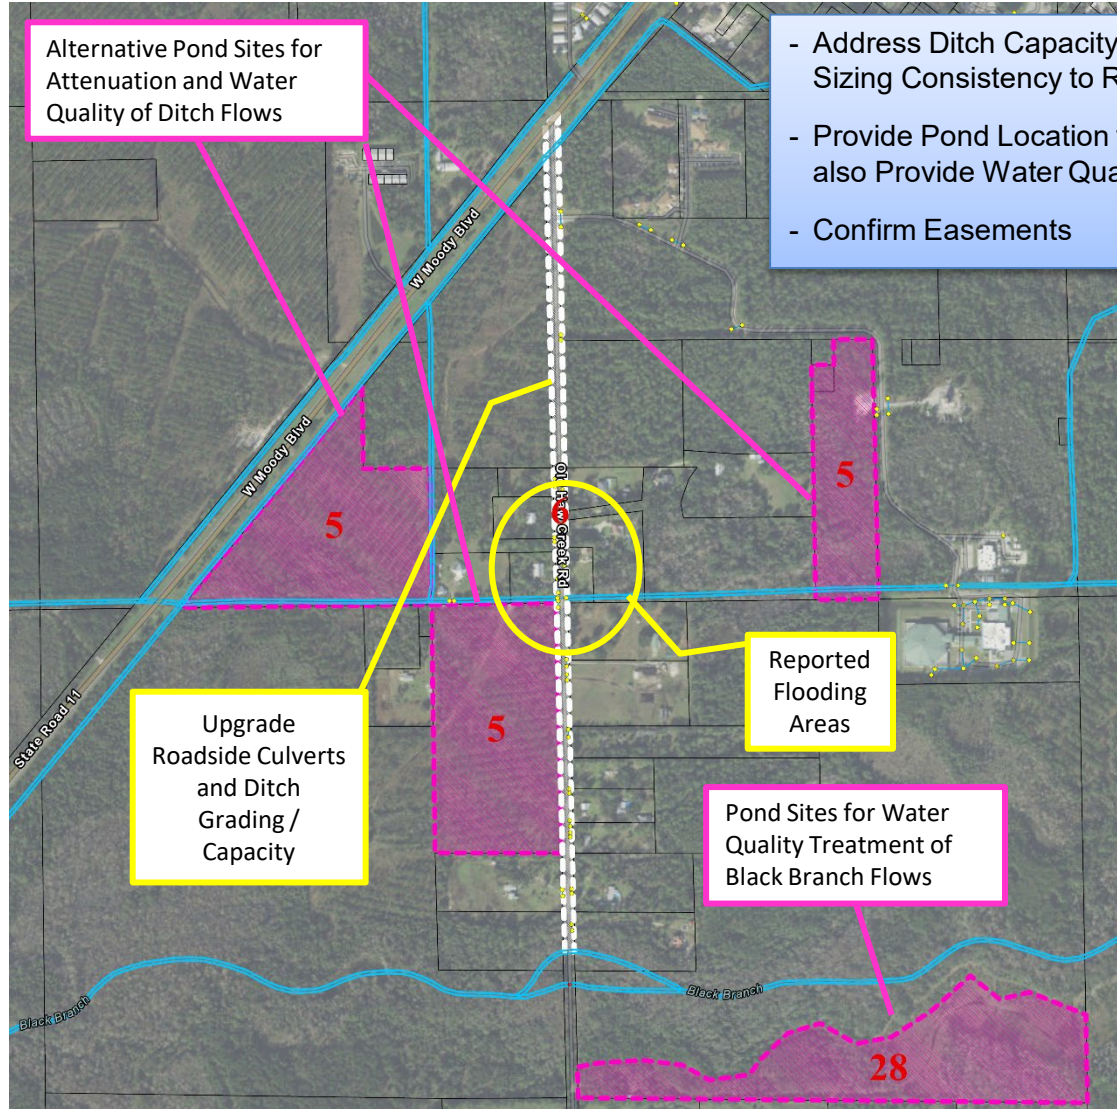 Alternative Pond Sites for
Attenuation and Water
Quality of Ditch Flows
- Address Ditch Capacity
Sizing Consistency to R
- Provide Pond Location
also Provide Water Qua
- Confirm Easements
W Moody Blvd
W Moody Blvd
State Road 11
5
5
5
6
Creek Rd
Reported
Flooding
Areas
Upgrade
Roadside Culverts
and Ditch
Grading /
Capacity
Pond Sites for Water
Quality Treatment of
Black Branch Flows
Black Branch
Black Branch
28